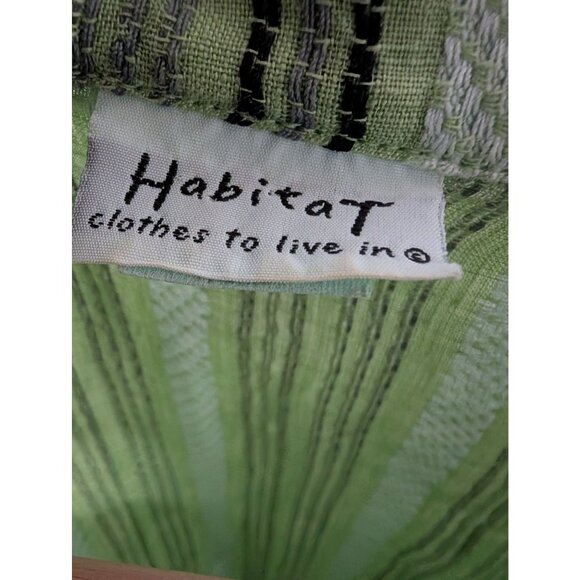 HabitaT
clothes to live in ©